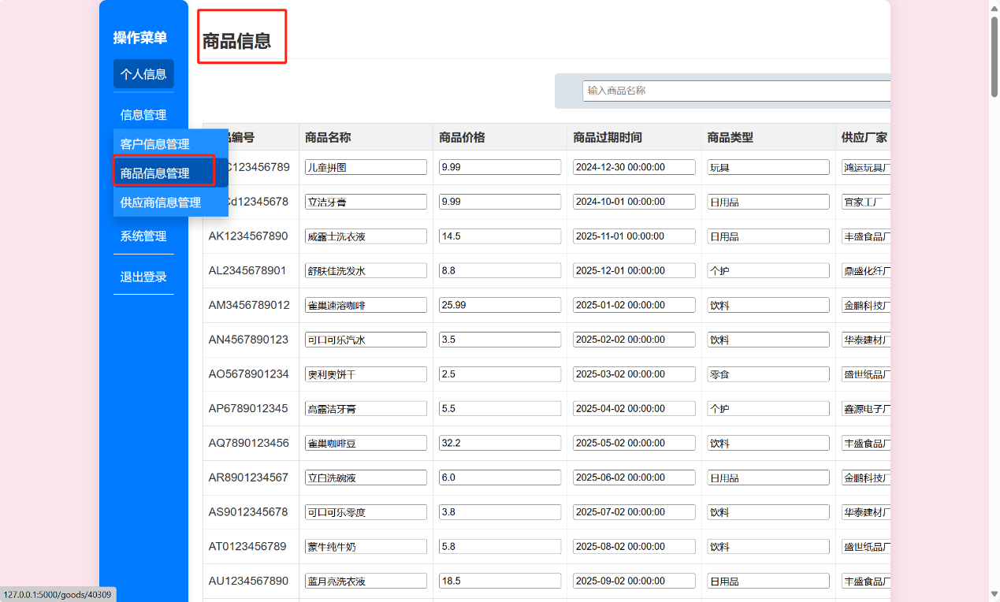 操作菜单
个人信息
信息管理
客户信息管理
商品信息管理
供应商信息管理
系统管理
退出登录
商品信息
输入商品名称
编号 商品名称 商品价格 商品过期时间 商品类型 供应厂家
C123456789 儿童拼图 9.99 2024-12-30 00:00:00 玩具 鸿运玩具厂
Cd12345678 立洁牙膏 9.99 2024-10-01 00:00:00 日用品 宜家工厂
AK1234567890 威露士洗衣液 14.5 2025-11-01 00:00:00 日用品 丰盛食品厂
AL2345678901 舒肤佳洗发水 8.8 2025-12-01 00:00:00 个护 鼎盛化纤厂
AM3456789012 雀巢速溶咖啡 25.99 2025-01-02 00:00:00 饮料 金鹏科技厂
AN4567890123 可口可乐汽水 3.5 2025-02-02 00:00:00 饮料 华泰建材厂
AO5678901234 奥利奥饼干 2.5 2025-03-02 00:00:00 零食 盛世纸品厂
AP6789012345 高露洁牙膏 5.5 2025-04-02 00:00:00 个护 鑫源电子厂
AQ7890123456 雀巢咖啡豆 32.2 2025-05-02 00:00:00 饮料 丰盛食品厂
AR8901234567 立白洗碗液 6.0 2025-06-02 00:00:00 日用品 金鹏科技厂
AS9012345678 可口可乐零度 3.8 2025-07-02 00:00:00 饮料 华泰建材厂
AT0123456789 蒙牛纯牛奶 5.8 2025-08-02 00:00:00 饮料 盛世纸品厂
AU1234567890 蓝月亮洗衣液 18.5 2025-09-02 00:00:00 日用品 丰盛食品厂
127.0.0.1:5000/goods/40309